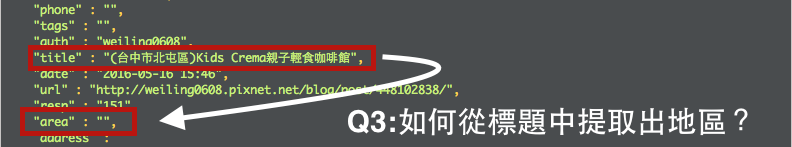 "phone" : "",
"tags" : "",
"auth" : "weiling0608",
"title" : "(台中市北屯區)Kids Crema親子輕食咖啡館",
"date" : "2016-05-16 15:46",
"url" : "http://weiling0608.pixnet.net/blog/post/448102838/",
"resp" : "151"
"area" : "",
"address" :
Q3:如何從標題中提取出地區？